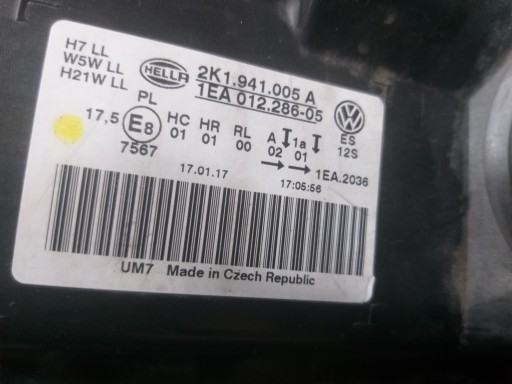 H7 LL
W5W LL
H21W LL
HELLA
2K1.941.005 A
1EA 012.286-05
PL
17,5
E8
7567
HC
01
HR
01
RL
00
A
02
1a
01
ES
12S
1EA.2036
17.01.17
17:05:56
UM7 Made in Czech Republic